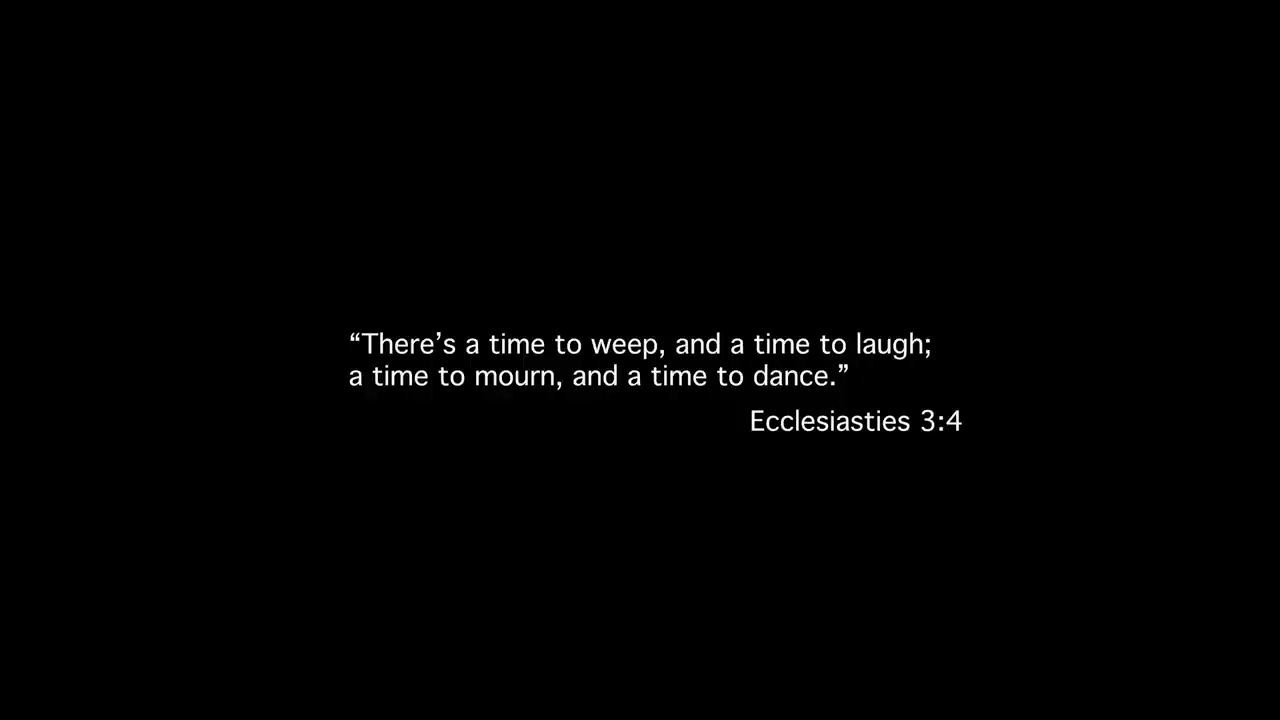 “There’s a time to weep, and a time to laugh;
a time to mourn, and a time to dance.”
Ecclesiasties 3:4